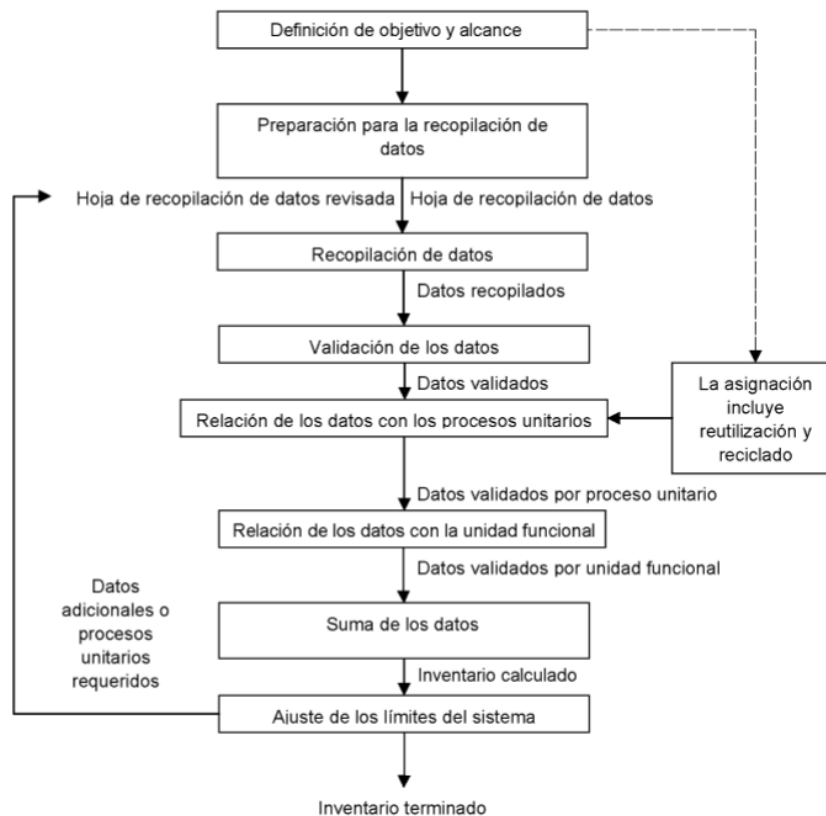 Definición de objetivo y alcance
Preparación para la recopilación de
datos
Hoja de recopilación de datos revisada
Hoja de recopilación de datos
Recopilación de datos
Datos recopilados
Validación de los datos
Datos validados
Relación de los datos con los procesos unitarios
La asignación
incluye
reutilización y
reciclado
Datos validados por proceso unitario
Relación de los datos con la unidad funcional
Datos validados por unidad funcional
Datos
adicionales o
procesos
unitarios
requeridos
Suma de los datos
Inventario calculado
Ajuste de los límites del sistema
Inventario terminado